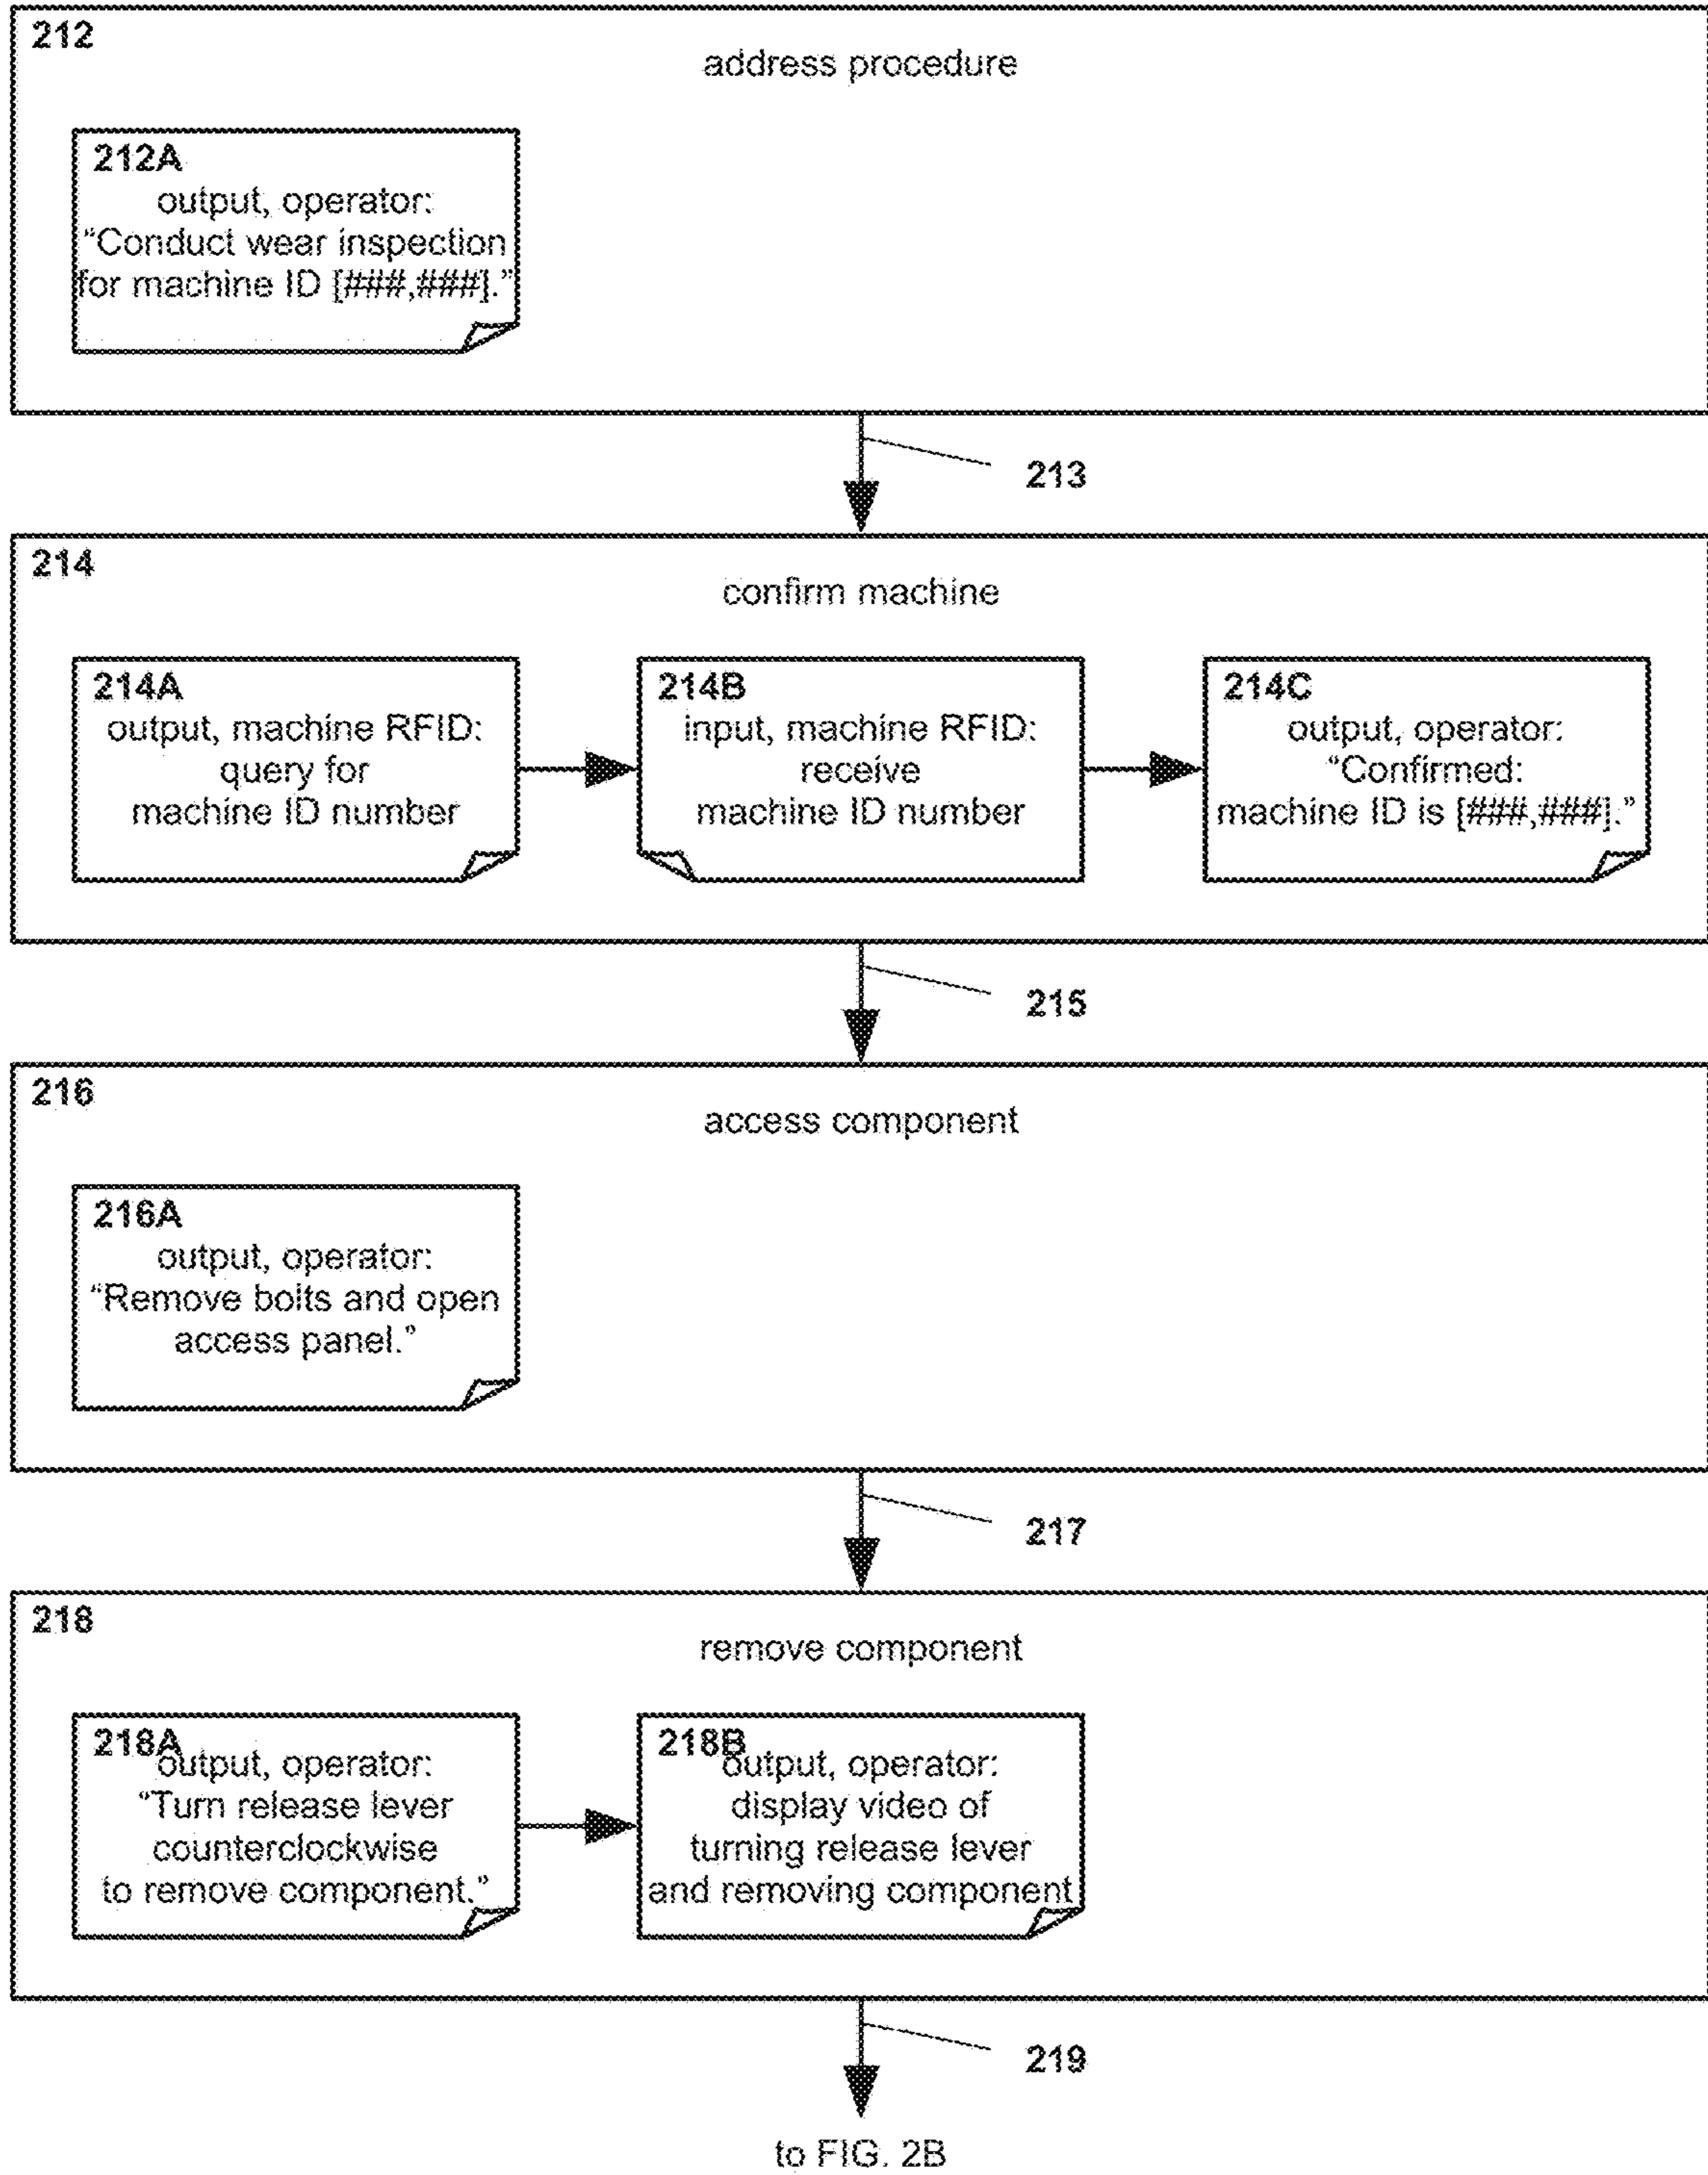 212
address procedure
212A
output, operator:
“Conduct wear inspection
for machine ID [###,###].”
213
214
confirm machine
214A
output, machine RFID:
query for
machine ID number
214B
input, machine RFID:
receive
machine ID number
214C
output, operator:
“Confirmed:
machine ID is [###,###].”
215
216
access component
216A
output, operator:
“Remove bolts and open
access panel.”
217
218
remove component
218A
output, operator:
“Turn release lever
counterclockwise
to remove component.”
218B
output, operator:
display video of
turning release lever
and removing component
219
to FIG. 2B